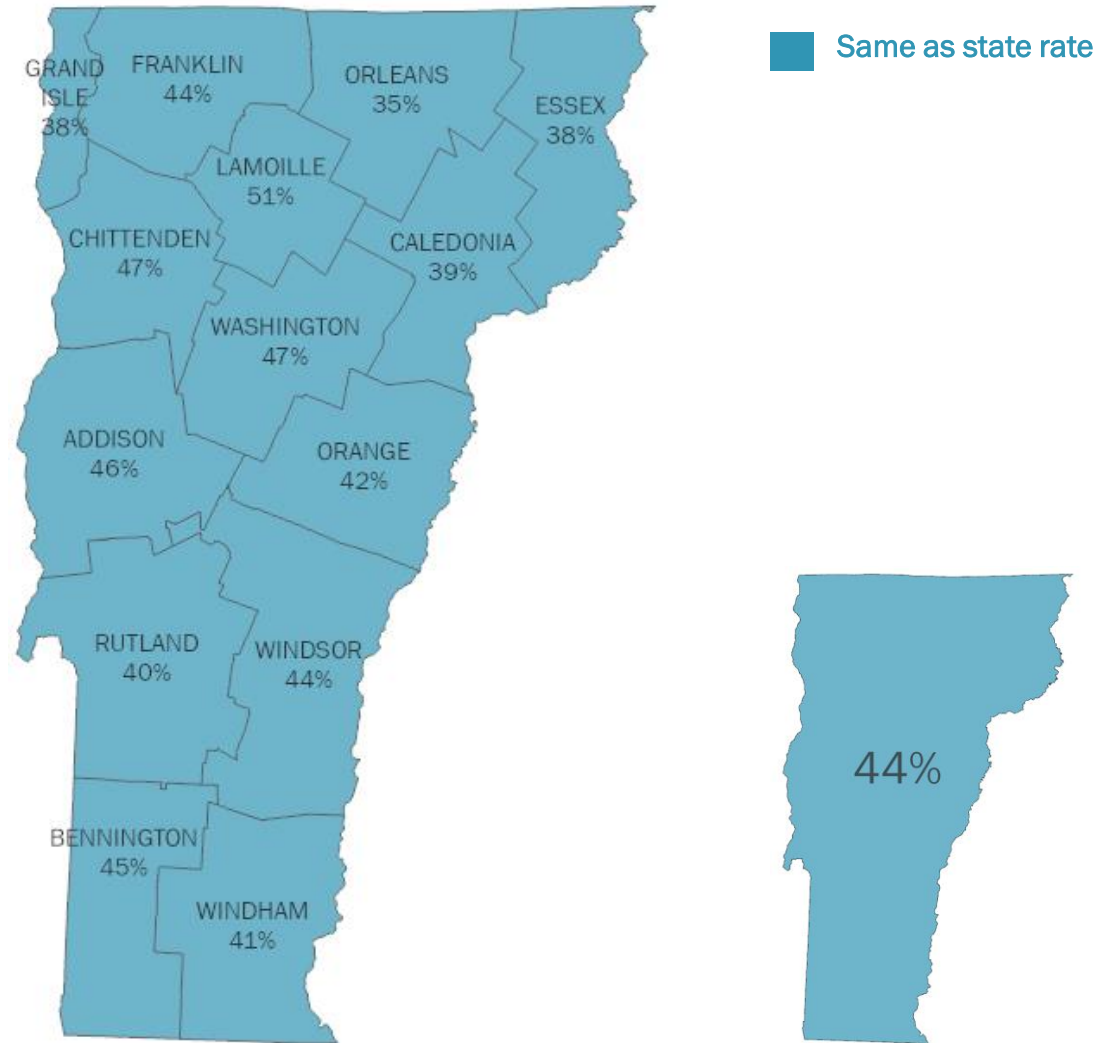 Same as state rate
GRAND
ISLE
38%
FRANKLIN
44%
ORLEANS
35%
ESSEX
38%
LAMOILLE
51%
CHITTENDEN
47%
CALEDONIA
39%
WASHINGTON
47%
ADDISON
46%
ORANGE
42%
RUTLAND
40%
WINDSOR
44%
44%
BENNINGTON
45%
WINDHAM
41%